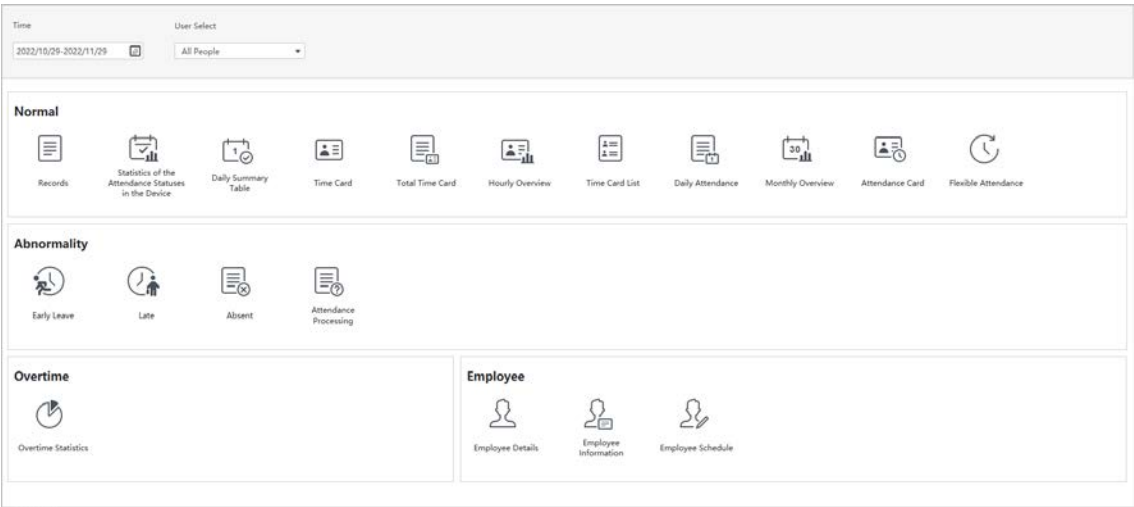 Time
User Select
2022/10/29-2022/11/29
All People
Normal
Records
Statistics of the
Attendance Statuses
in the Device
1
Daily Summary
Table
Time Card
Total Time Card
Hourly Overview
Time Card List
1
Daily Attendance
30
Monthly Overview
Attendance Card
Flexible Attendance
Abnormality
Early Leave
Late
Absent
?
Attendance
Processing
Overtime
Overtime Statistics
Employee
Employee Details
Employee
Information
Employee Schedule